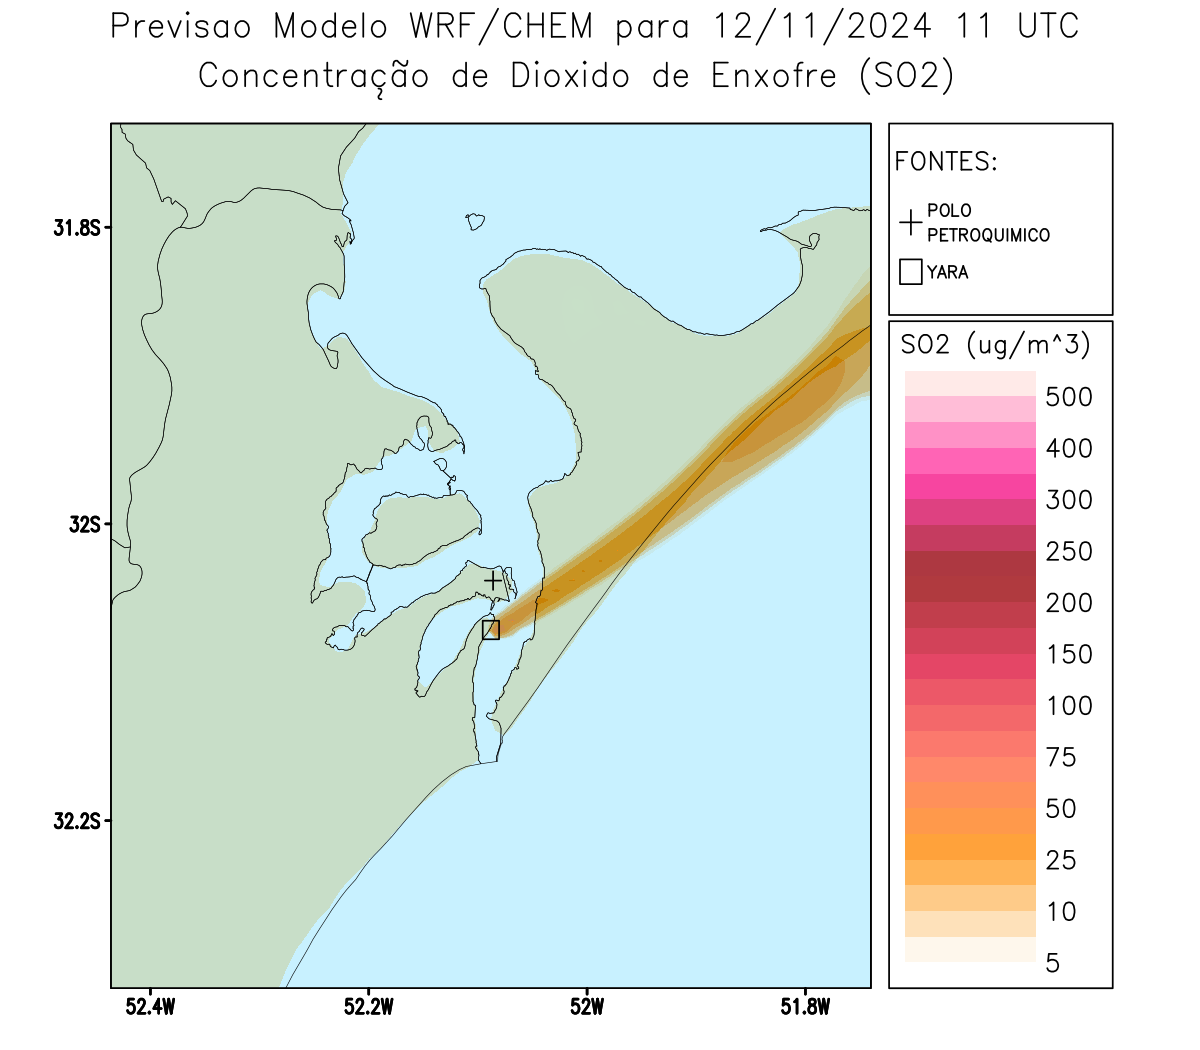 Previsao Modelo WRF/CHEM para 12/11/2024 11 UTC
Concentração de Dioxido de Enxofre (SO2)
FONTES:
POLO
PETROQUIMICO
YARA
SO2 (ug/m^3)
500
400
300
250
200
150
100
75
50
25
10
5
31.8S
32S
32.2S
52.4W
52.2W
52W
51.8W